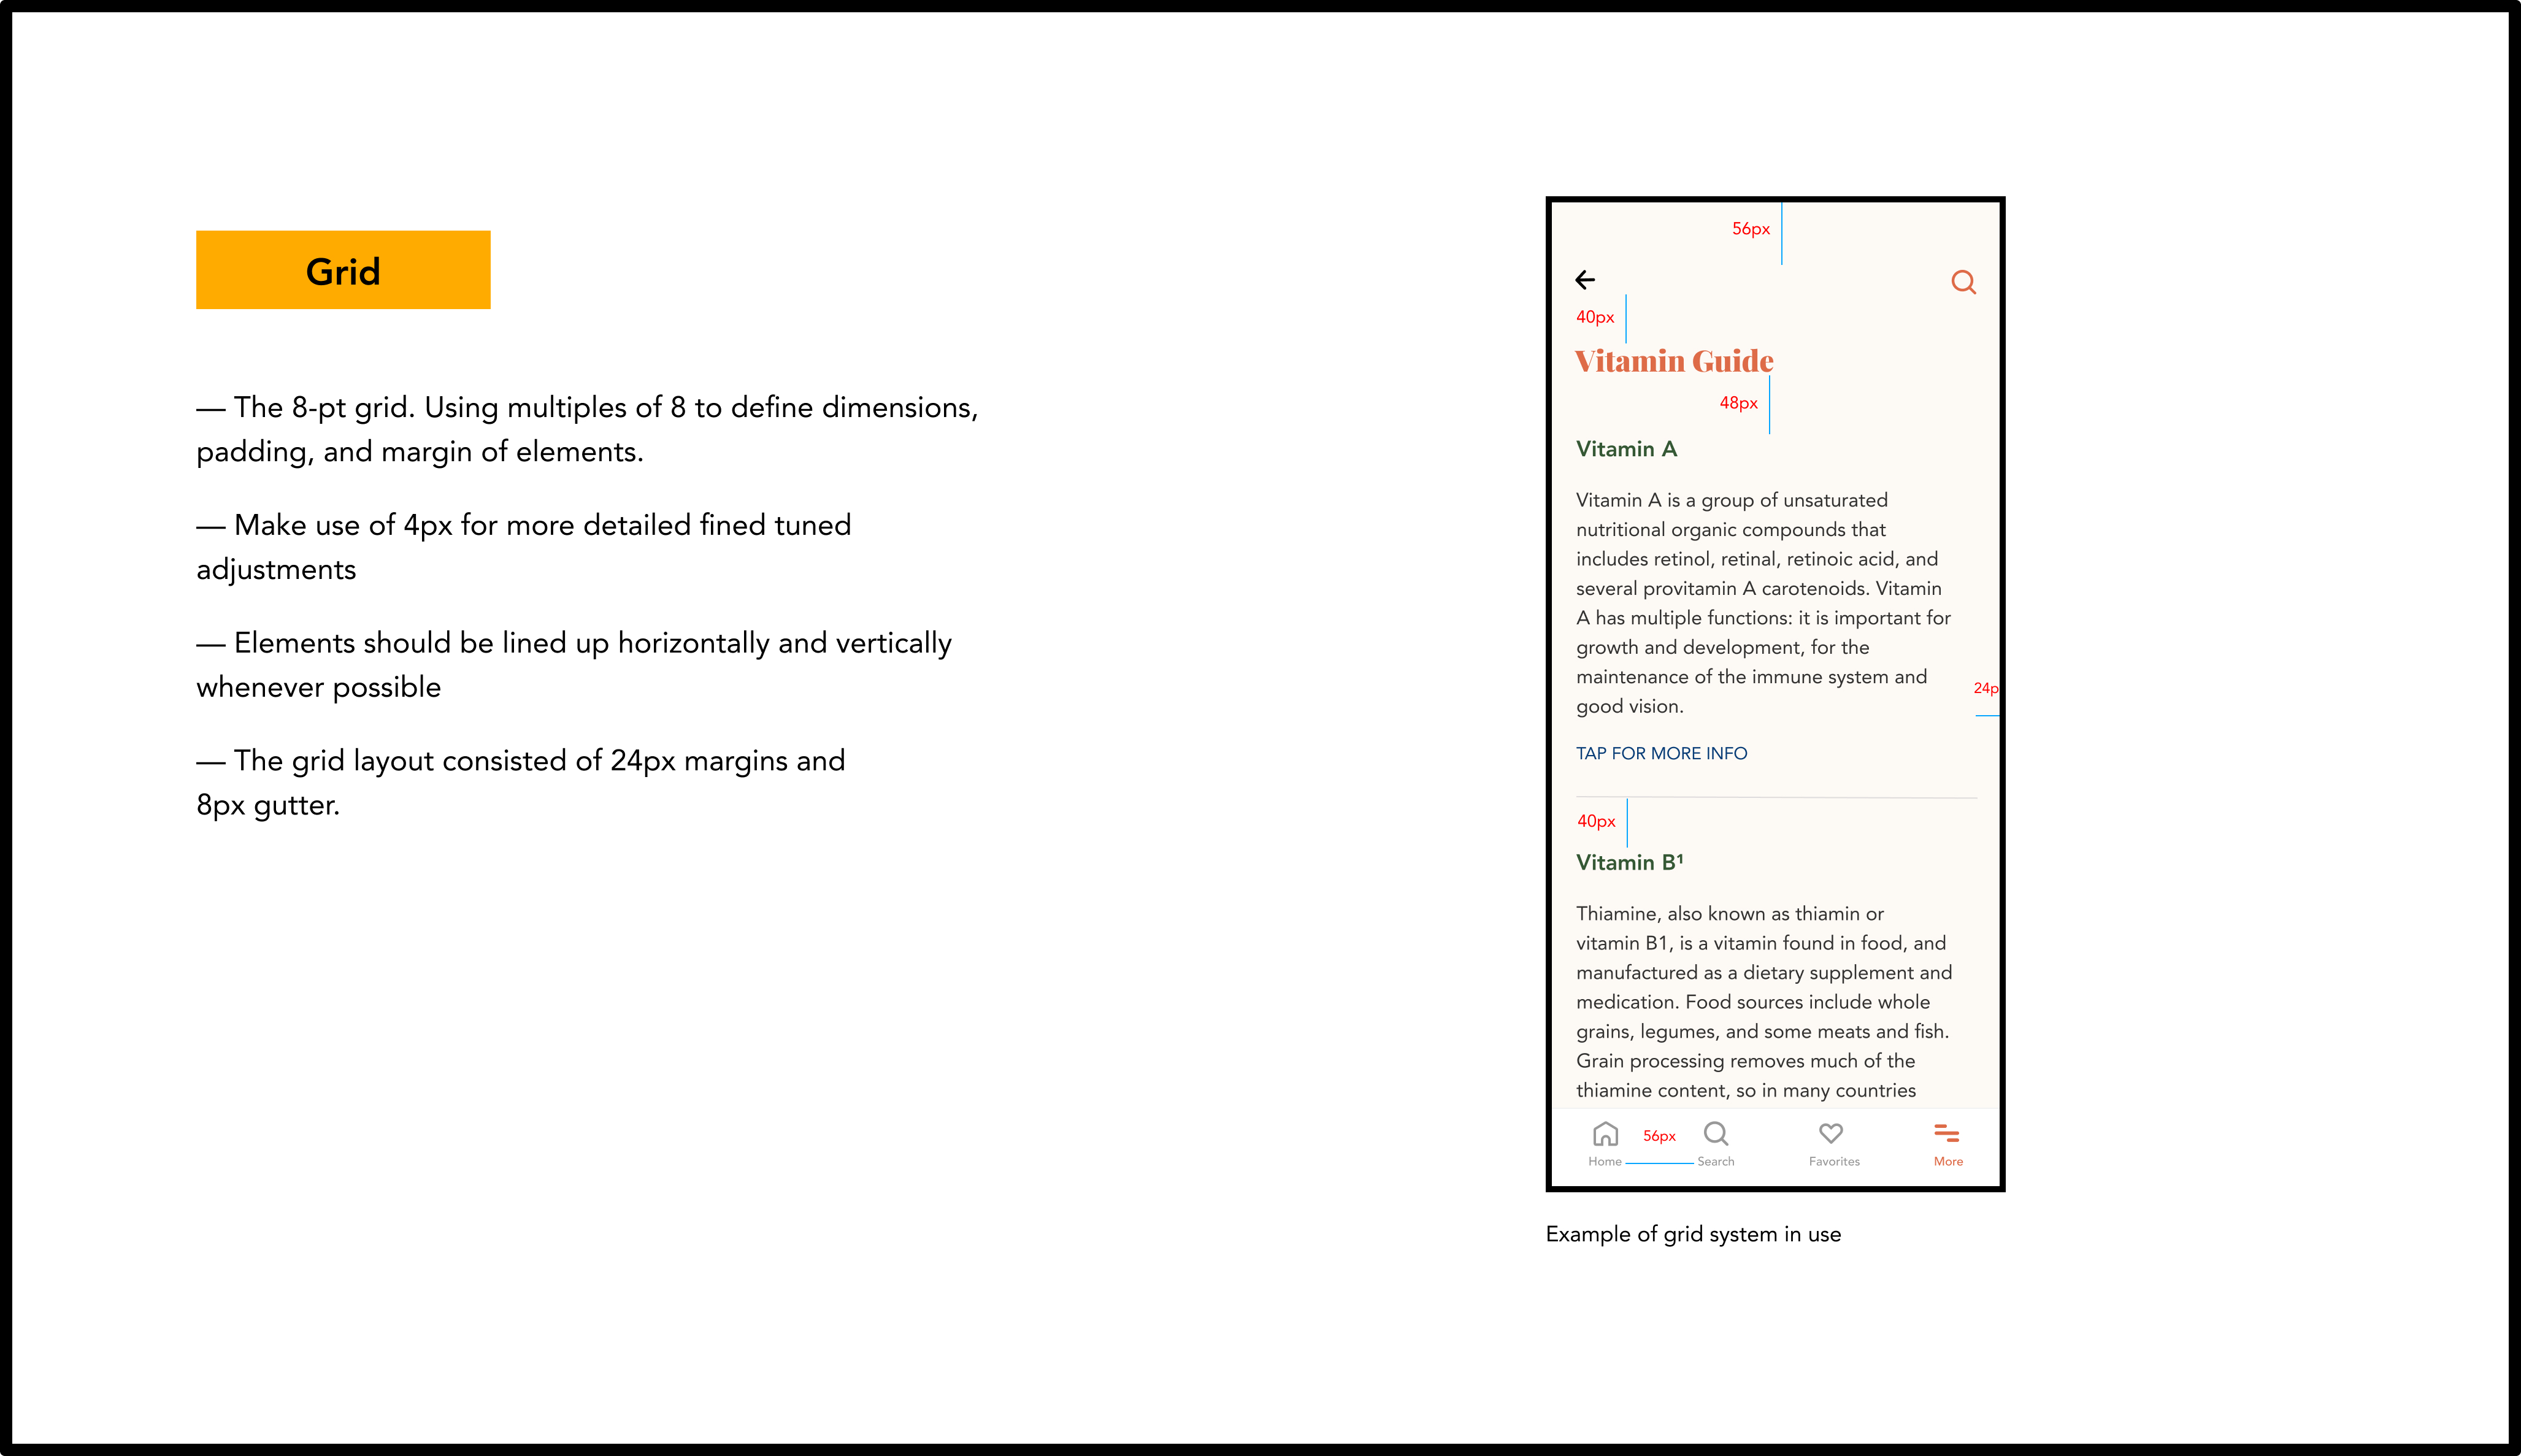 Grid
— The 8-pt grid. Using multiples of 8 to define dimensions,
padding, and margin of elements.
— Make use of 4px for more detailed fined tuned
adjustments
— Elements should be lined up horizontally and vertically
whenever possible
— The grid layout consisted of 24px margins and
8px gutter.
56px
40px
Vitamin Guide
48px
Vitamin A
Vitamin A is a group of unsaturated
nutritional organic compounds that
includes retinol, retinal, retinoic acid, and
several provitamin A carotenoids. Vitamin
A has multiple functions: it is important for
growth and development, for the
maintenance of the immune system and
good vision.
24p
TAP FOR MORE INFO
40px
Vitamin B¹
Thiamine, also known as thiamin or
vitamin B1, is a vitamin found in food, and
manufactured as a dietary supplement and
medication. Food sources include whole
grains, legumes, and some meats and fish.
Grain processing removes much of the
thiamine content, so in many countries
56px
Home Search Favorites More
Example of grid system in use